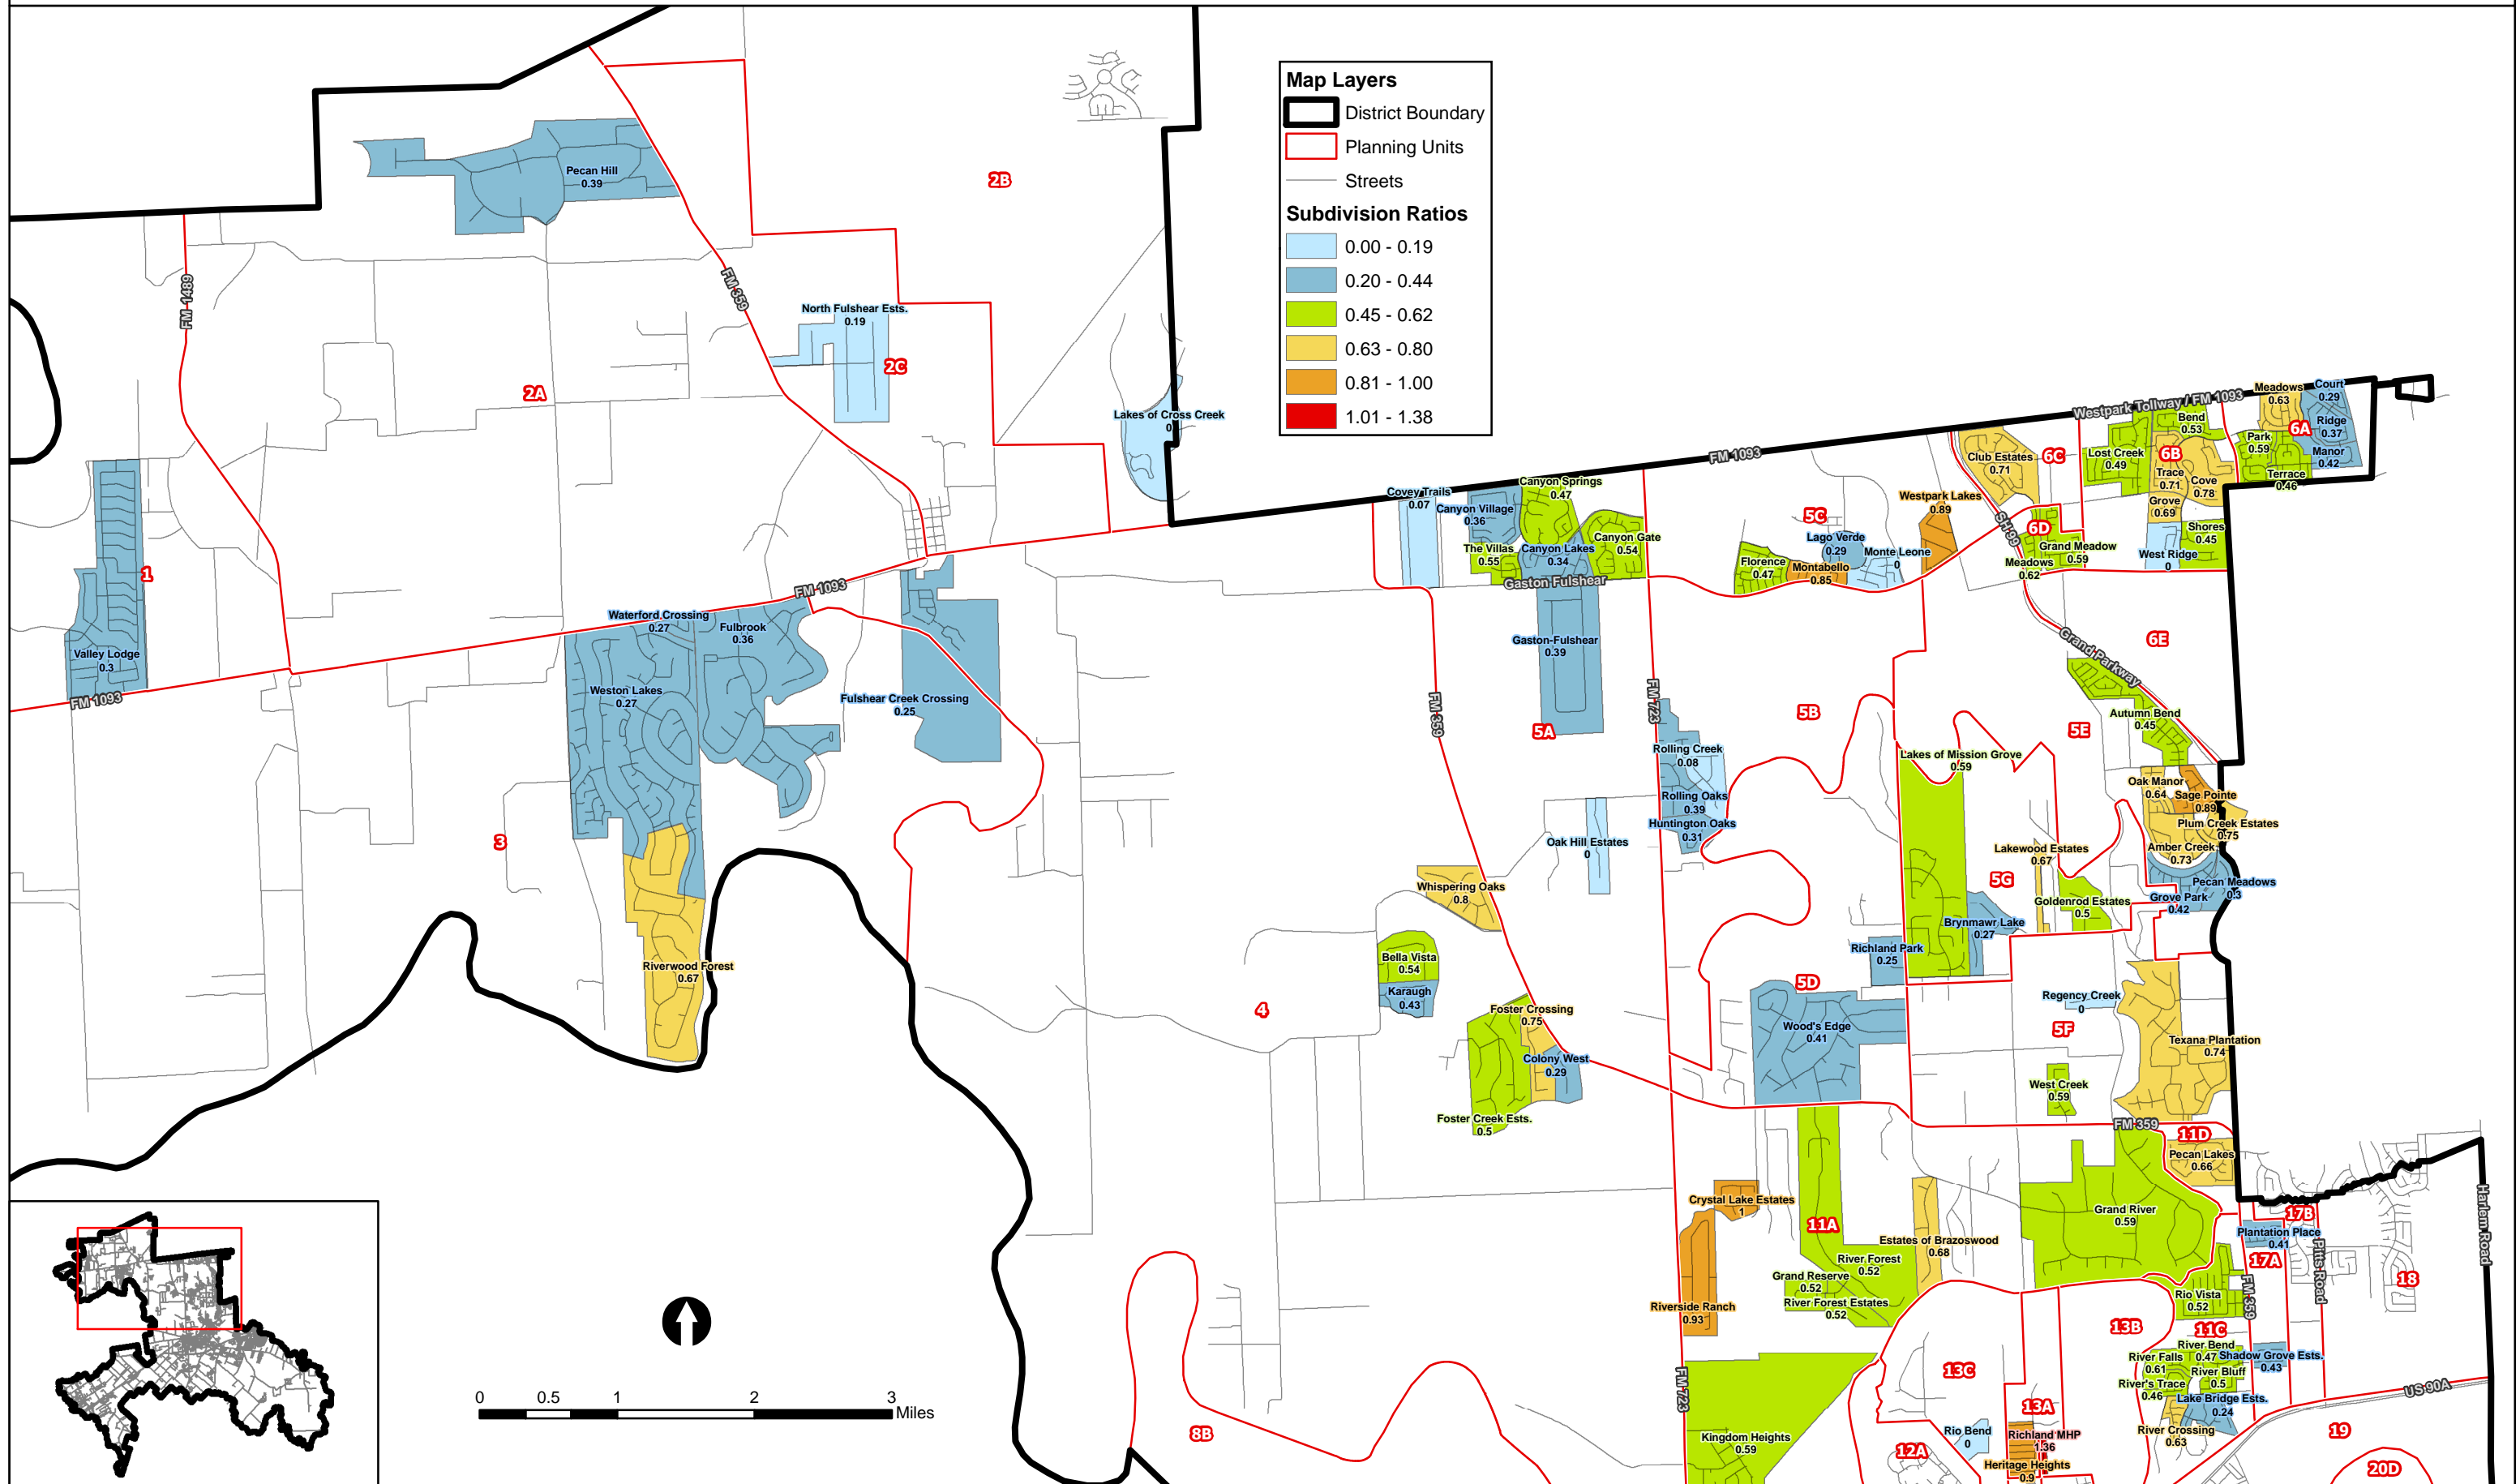 Map Layers
District Boundary
Planning Units
Streets
Subdivision Ratios
0.00 - 0.19
0.20 - 0.44
0.45 - 0.62
0.63 - 0.80
0.81 - 1.00
1.01 - 1.38
Pecan Hill
0.39
2B
FM 1489
FM 359
North Fulshear Ests.
0.19
2C
2A
Lakes of Cross Creek
0
1
Valley Lodge
0.3
FM 1093
FM 1093
Waterford Crossing
0.27
Fulbrook
0.36
Weston Lakes
0.27
Fulshear Creek Crossing
0.25
3
Riverwood Forest
0.67
Covey Trails
0.07
Canyon Village
0.36
Canyon Springs
0.47
The Villas
0.55
Canyon Lakes
0.34
Canyon Gate
0.54
Gaston Fulshear
Gaston-Fulshear
0.39
FM 359
5A
FM 723
FM 1093
5C
Westpark Lakes
0.89
Lago Verde
0.29
Monte Leone
0
Florence
0.47
Montabello
0.85
Club Estates
0.71
6C
SH 99
6D
Grand Meadow
0.59
Meadows
0.62
Westpark Tollway / FM 1093
Meadows
0.63
Court
0.29
Bend
0.53
Ridge
0.37
6A
Park
0.59
Manor
0.42
Terrace
0.46
Lost Creek
0.49
6B
Trace
0.71
Cove
0.78
Grove
0.69
Shores
0.45
West Ridge
0
6E
Grand Parkway
5B
Autumn Bend
0.45
5E
Rolling Creek
0.08
Rolling Oaks
0.39
Huntington Oaks
0.31
Oak Hill Estates
0
Lakes of Mission Grove
0.59
Oak Manor
0.64
Sage Pointe
0.89
Plum Creek Estates
0.75
Amber Creek
0.73
Pecan Meadows
0.3
Grove Park
0.42
Lakewood Estates
0.67
5G
Goldenrod Estates
0.5
Brynmawr Lake
0.27
Richland Park
0.25
Whispering Oaks
0.8
Bella Vista
0.54
Karaugh
0.43
4
Foster Crossing
0.75
Colony West
0.29
Foster Creek Ests.
0.5
5D
Wood's Edge
0.41
Regency Creek
0
5F
Texana Plantation
0.74
West Creek
0.59
FM 359
11D
Pecan Lakes
0.66
Crystal Lake Estates
1
11A
Riverside Ranch
0.93
Estates of Brazoswood
0.68
River Forest
0.52
Grand Reserve
0.52
River Forest Estates
0.52
Grand River
0.59
17B
Plantation Place
0.41
17A
Pitts Road
Harlem Road
18
FM 359
Rio Vista
0.52
13B
11C
River Bend
0.47
Shadow Grove Ests.
0.43
River Falls
0.61
River Bluff
0.5
River's Trace
0.46
Lake Bridge Ests.
0.24
River Crossing
0.63
US 90A
19
20D
13C
13A
Rio Bend
0
Richland MHP
1.36
Heritage Heights
0.9
12A
FM 723
Kingdom Heights
0.59
8B
0
0.5
1
2
3
Miles